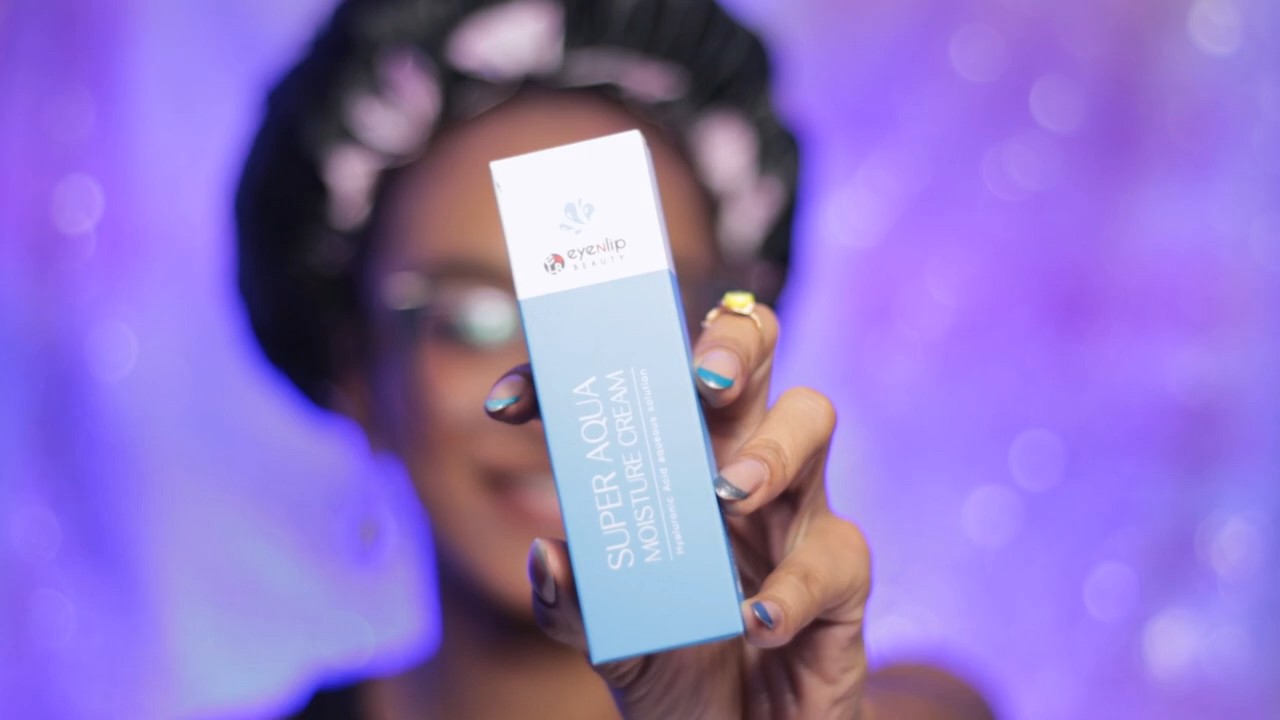 eyeNlip
BEAUTY
SUPER AQUA
MOISTURE CREAM
Hyaluronic Acid aqueous solution